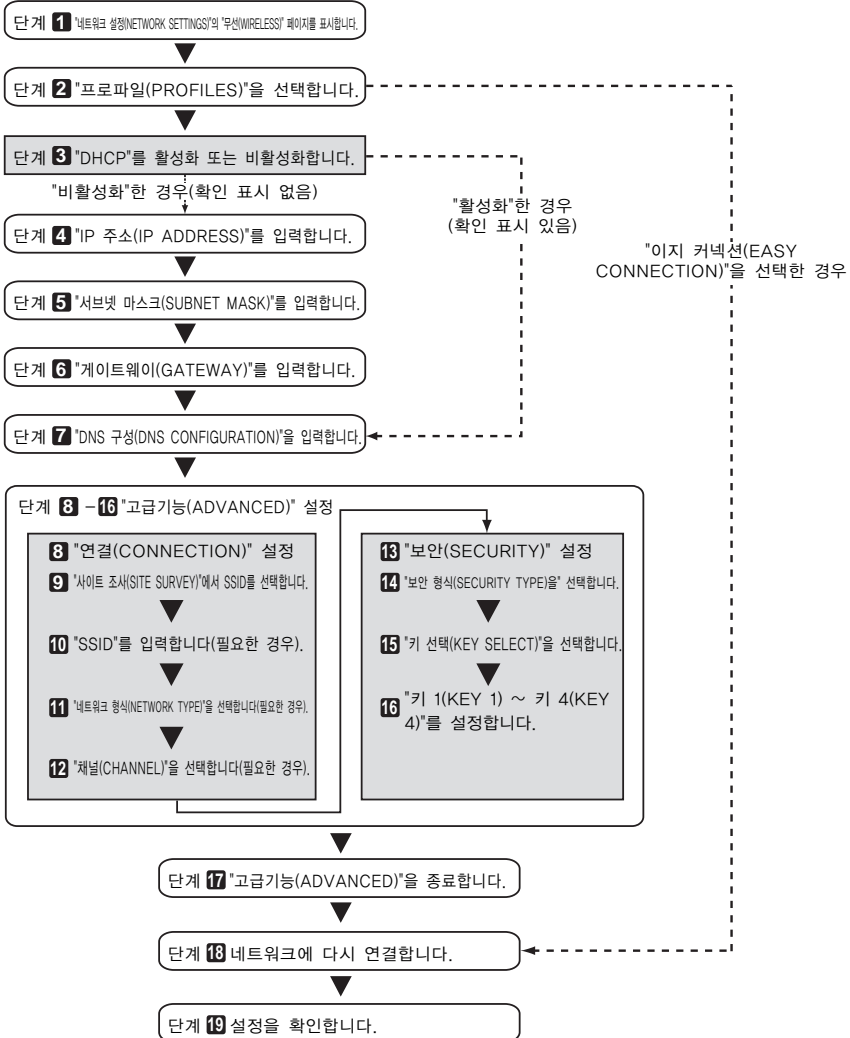 단계 1 "네트워크 설정(NETWORK SETTINGS)"의 "무선(WIRELESS)" 페이지를 표시합니다.
단계 2 "프로파일(PROFILES)"을 선택합니다.
단계 3 "DHCP"를 활성화 또는 비활성화합니다.
"비활성화"한 경우(확인 표시 없음)
"활성화"한 경우
(확인 표시 있음)
"이지 커넥션(EASY
CONNECTION)"을 선택한 경우
단계 4 "IP 주소(IP ADDRESS)"를 입력합니다.
단계 5 "서브넷 마스크(SUBNET MASK)"를 입력합니다.
단계 6 "게이트웨이(GATEWAY)"를 입력합니다.
단계 7 "DNS 구성(DNS CONFIGURATION)"을 입력합니다.
단계 8 – 16 "고급기능(ADVANCED)" 설정
8 "연결(CONNECTION)" 설정
9 "사이트 조사(SITE SURVEY)"에서 SSID를 선택합니다.
10 "SSID"를 입력합니다(필요한 경우).
11 "네트워크 형식(NETWORK TYPE)"을 선택합니다(필요한 경우).
12 "채널(CHANNEL)"을 선택합니다(필요한 경우).
13 "보안(SECURITY)" 설정
14 "보안 형식(SECURITY TYPE)을" 선택합니다.
15 "키 선택(KEY SELECT)"을 선택합니다.
16 "키 1(KEY 1) ～ 키 4(KEY
4)"를 설정합니다.
단계 17 "고급기능(ADVANCED)"을 종료합니다.
단계 18 네트워크에 다시 연결합니다.
단계 19 설정을 확인합니다.